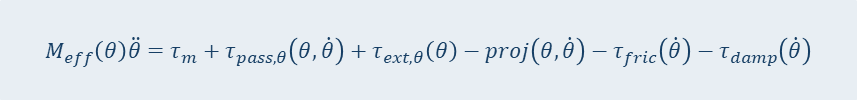 M_eff(θ)θ̈ = τ_m + τ_pass,θ(θ, θ̇) + τ_ext,θ(θ) − proj(θ, θ̇) − τ_fric(θ̇) − τ_damp(θ̇)